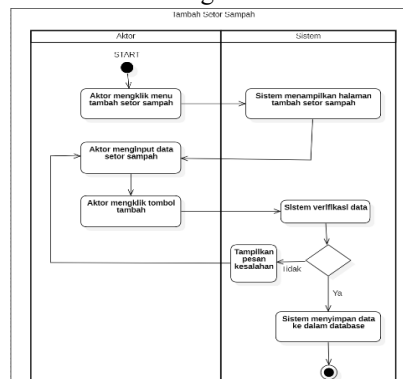 Tambah Setor Sampah
Aktor
Sistem
START
Aktor mengklik menu
tambah setor sampah
Sistem menampilkan halaman
tambah setor sampah
Aktor menginput data
setor sampah
Aktor mengklik tombol
tambah
Sistem verifikasi data
Tampilkan
pesan
kesalahan
Tidak
Ya
Sistem menyimpan data
ke dalam database